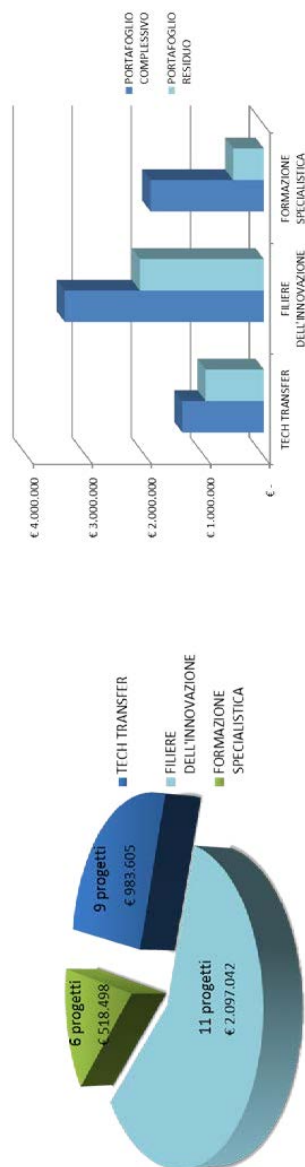 6 progetti
€ 518.498
9 progetti
€ 983.605
11 progetti
€ 2.097.042
TECH TRANSFER
FILIERE
DELL'INNOVAZIONE
FORMAZIONE
SPECIALISTICA
€ 4.000.000
€ 3.000.000
€ 2.000.000
€ 1.000.000
€ -
TECH TRANSFER
FILIERE
DELL'INNOVAZIONE
FORMAZIONE
SPECIALISTICA
PORTAFOGLIO
COMPLESSIVO
PORTAFOGLIO
RESIDUO